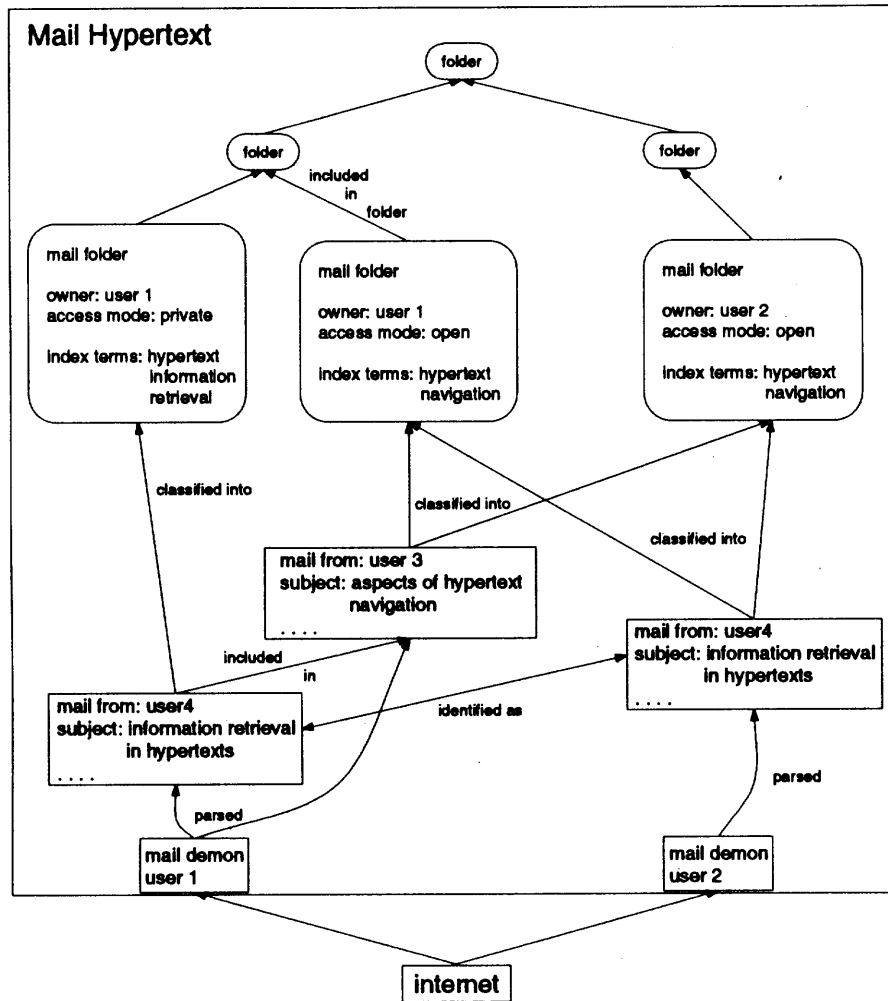 Mail Hypertext
folder
folder
folder
included
in
folder
mail folder
owner: user 1
access mode: private
index terms: hypertext
information
retrieval
mail folder
owner: user 1
access mode: open
index terms: hypertext
navigation
mail folder
owner: user 2
access mode: open
index terms: hypertext
navigation
classified into
classified into
classified into
mail from: user 3
subject: aspects of hypertext
navigation
. . . .
mail from: user4
subject: information retrieval
in hypertexts
. . . .
included
in
identified as
mail from: user4
subject: information retrieval
in hypertexts
. . . .
parsed
parsed
mail demon
user 1
mail demon
user 2
internet